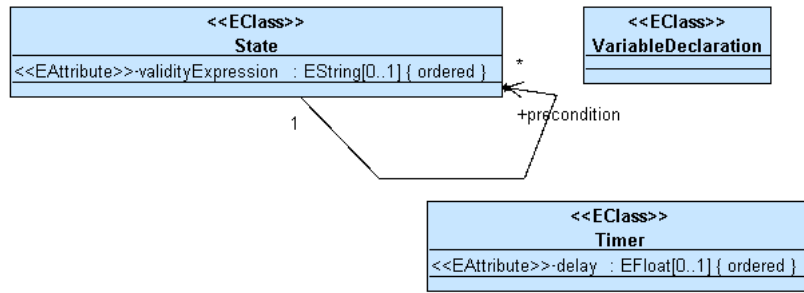 <<EClass>>
State
<<EAttribute>>-validityExpression : EString[0..1] { ordered }
<<EClass>>
VariableDeclaration
*
+precondition
1
<<EClass>>
Timer
<<EAttribute>>-delay : EFloat[0..1] { ordered }